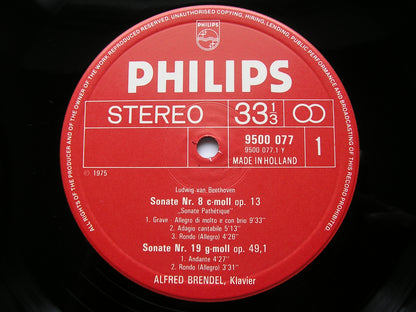 ALL RIGHTS OF THE PRODUCER AND OF THE OWNER OF THE WORK REPRODUCED RESERVED. UNAUTHORISED COPYING, HIRING, LENDING, PUBLIC PERFORMANCE AND BROADCASTING OF THIS RECORD PROHIBITED.
PHILIPS
PHILIPS
STEREO 33 1/3
9500 077
9500 077.1 Y
MADE IN HOLLAND
1
℗ 1975
Ludwig van Beethoven
Sonate Nr. 8 c-moll op. 13
„Sonate Pathétique"
1. Grave - Allegro di molto e con brio 9'33"
2. Adagio cantabile 5'13"
3. Rondo (Allegro) 4'26"
Sonate Nr. 19 g-moll op. 49,1
1. Andante 4'27"
2. Rondo (Allegro) 3'31"
ALFRED BRENDEL, Klavier